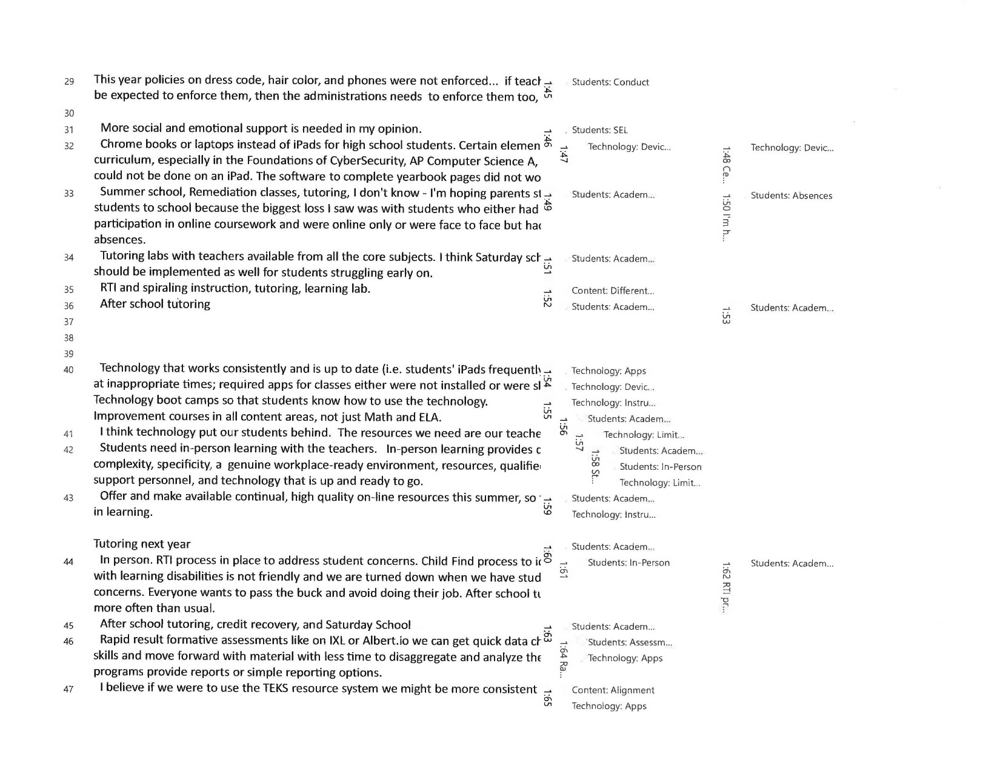 29 This year policies on dress code, hair color, and phones were not enforced... if teach 1:45 Students: Conduct
be expected to enforce them, then the administrations needs to enforce them too,
30
31 More social and emotional support is needed in my opinion. 1:46 Students: SEL
32 Chrome books or laptops instead of iPads for high school students. Certain elemen 1:47 Technology: Devic... 1:48 Ce... Technology: Devic...
curriculum, especially in the Foundations of CyberSecurity, AP Computer Science A,
could not be done on an iPad. The software to complete yearbook pages did not wo
33 Summer school, Remediation classes, tutoring, I don't know - I'm hoping parents st 1:49 Students: Academ... 1:50 I'm h... Students: Absences
students to school because the biggest loss I saw was with students who either had
participation in online coursework and were online only or were face to face but had
absences.
34 Tutoring labs with teachers available from all the core subjects. I think Saturday sch 1:51 Students: Academ...
should be implemented as well for students struggling early on.
35 RTI and spiraling instruction, tutoring, learning lab. 1:52 Content: Different...
36 After school tutoring Students: Academ... 1:53 Students: Academ...
37
38
39
40 Technology that works consistently and is up to date (i.e. students' iPads frequently 1:54 Technology: Apps
at inappropriate times; required apps for classes either were not installed or were sl Technology: Devic...
Technology boot camps so that students know how to use the technology. 1:55 Technology: Instru...
Improvement courses in all content areas, not just Math and ELA. 1:56 Students: Academ...
41 I think technology put our students behind. The resources we need are our teache 1:57 Technology: Limit...
42 Students need in-person learning with the teachers. In-person learning provides c 1:58 St... Students: Academ...
complexity, specificity, a genuine workplace-ready environment, resources, qualifie Students: In-Person
support personnel, and technology that is up and ready to go. Technology: Limit...
43 Offer and make available continual, high quality on-line resources this summer, so 1:59 Students: Academ...
in learning. Technology: Instru...
Tutoring next year 1:60 Students: Academ...
44 In person. RTI process in place to address student concerns. Child Find process to id 1:61 Students: In-Person 1:62 RTI pr... Students: Academ...
with learning disabilities is not friendly and we are turned down when we have stud
concerns. Everyone wants to pass the buck and avoid doing their job. After school tu
more often than usual.
45 After school tutoring, credit recovery, and Saturday School 1:63 Students: Academ...
46 Rapid result formative assessments like on IXL or Albert.io we can get quick data ch 1:64 Ra... Students: Assessm...
skills and move forward with material with less time to disaggregate and analyze the Technology: Apps
programs provide reports or simple reporting options.
47 I believe if we were to use the TEKS resource system we might be more consistent 1:65 Content: Alignment
Technology: Apps